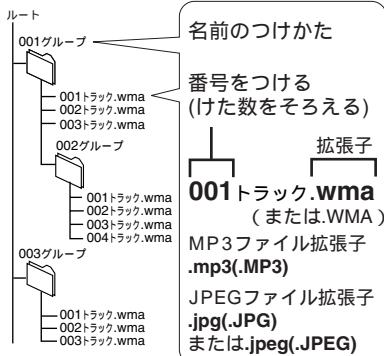 ルート
001グループ
001トラック.wma
002トラック.wma
003トラック.wma
002グループ
001トラック.wma
002トラック.wma
003トラック.wma
004トラック.wma
003グループ
001トラック.wma
002トラック.wma
003トラック.wma
名前のつけかた
番号をつける
(けた数をそろえる)
拡張子
001トラック.wma
(または.WMA)
MP3ファイル拡張子
.mp3(.MP3)
JPEGファイル拡張子
.jpg(.JPG)
または.jpeg(.JPEG)